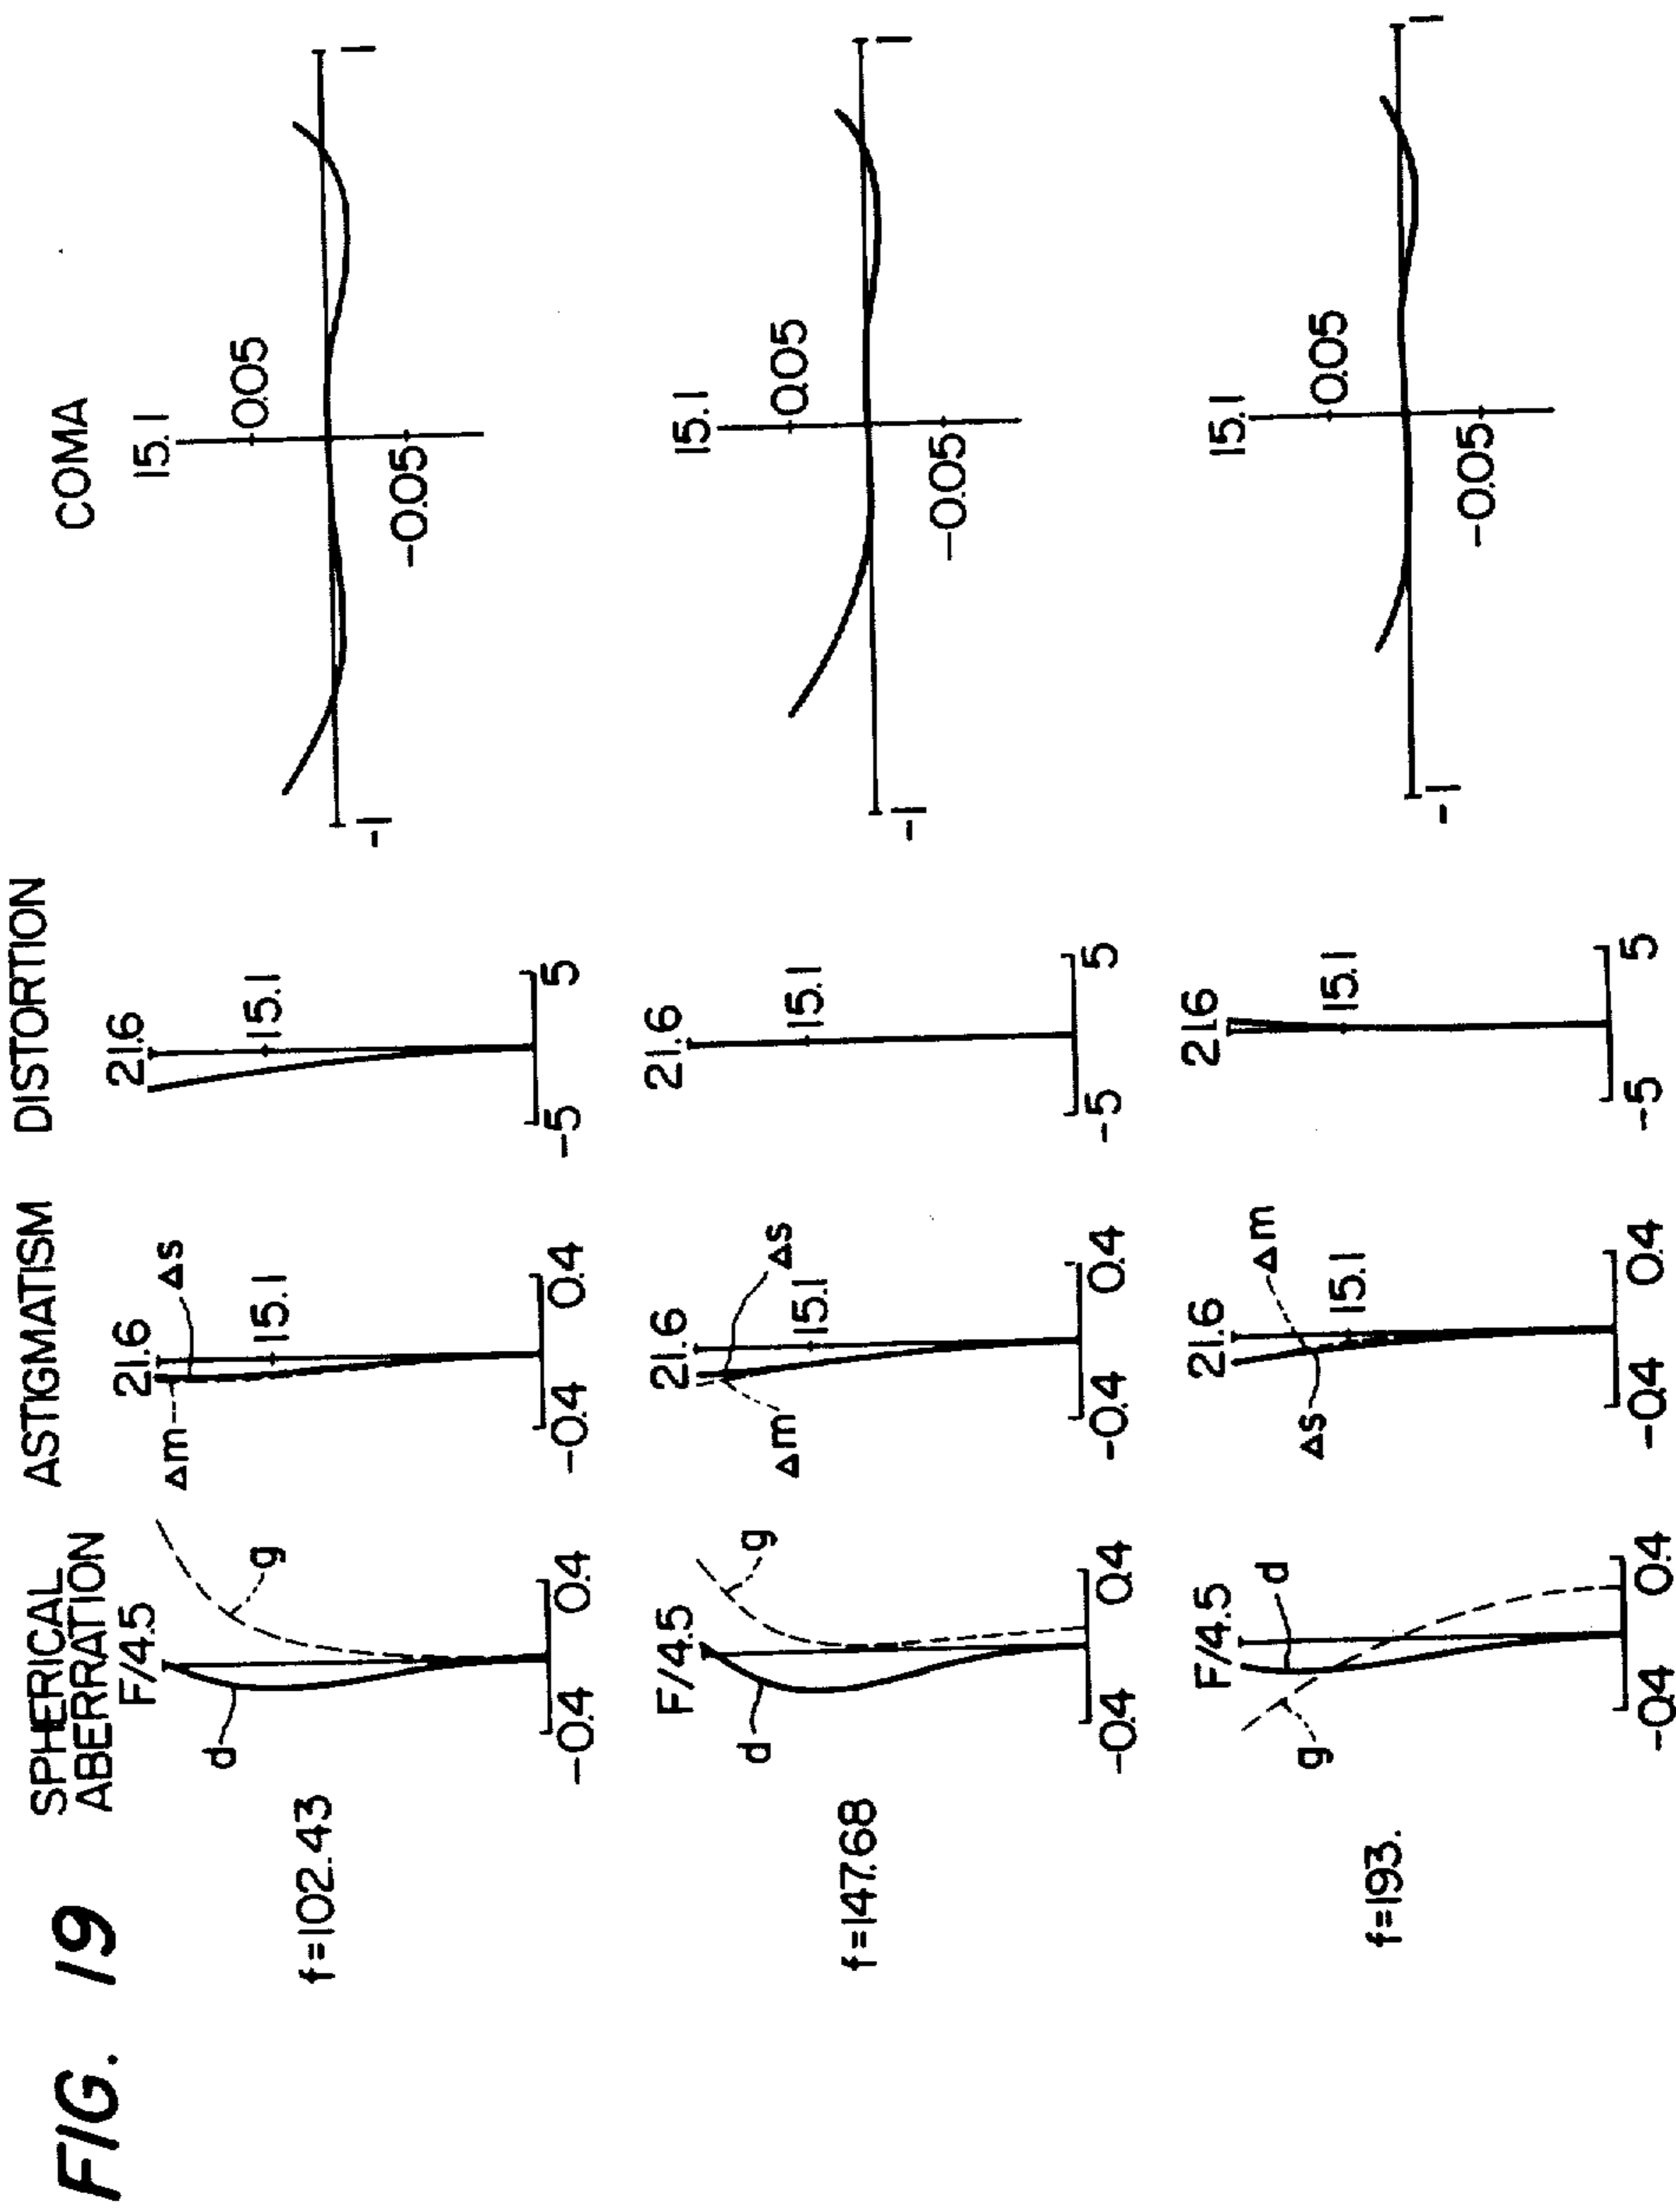 FIG. 19
SPHERICAL
ABERRATION
ASTIGMATISM
DISTORTION
COMA
f=102.43
F/4.5
d
g
-0.4
0.4
21.6
Δm
Δs
15.1
-0.4
0.4
21.6
15.1
-5
5
15.1
0.05
-0.05
-1
1
f=147.68
F/4.5
d
g
-0.4
0.4
21.6
Δm
Δs
15.1
-0.4
0.4
21.6
15.1
-5
5
15.1
0.05
-0.05
-1
1
f=193.
F/4.5
g
d
-0.4
0.4
21.6
Δs
Δm
15.1
-0.4
0.4
21.6
15.1
-5
5
15.1
0.05
-0.05
-1
1